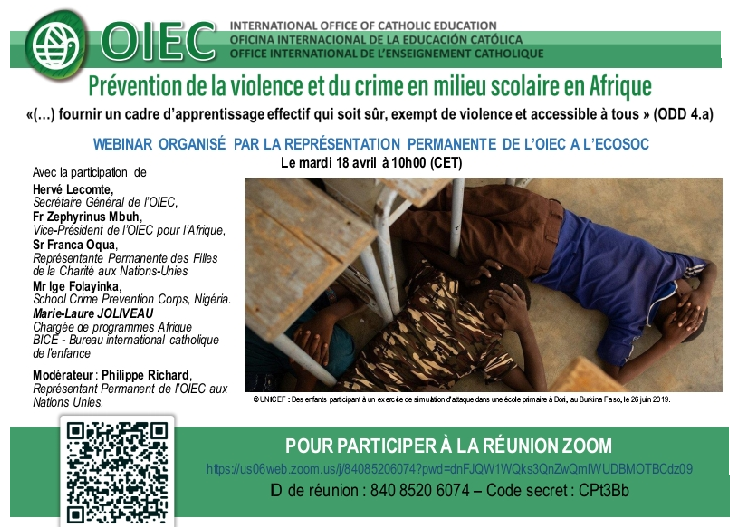 OIEC
INTERNATIONAL OFFICE OF CATHOLIC EDUCATION
OFICINA INTERNACIONAL DE LA EDUCACIÓN CATÓLICA
OFFICE INTERNATIONAL DE L'ENSEIGNEMENT CATHOLIQUE
Prévention de la violence et du crime en milieu scolaire en Afrique
«(…) fournir un cadre d'apprentissage effectif qui soit sûr, exempt de violence et accessible à tous » (ODD 4.a)
WEBINAR ORGANISÉ PAR LA REPRÉSENTATION PERMANENTE DE L'OIEC A L'ECOSOC
Le mardi 18 avril à 10h00 (CET)
Avec la participation de
Hervé Lecomte,
Secrétaire Général de l'OIEC,
Fr Zephyrinus Mbuh,
Vice-Président de l'OIEC pour l'Afrique,
Sr Franca Oqua,
Représentante Permanente des Filles
de la Charité aux Nations-Unies
Mr Ige Folayinka,
School Crime Prevention Corps, Nigéria.
Marie-Laure JOLIVEAU
Chargée de programmes Afrique
BICE - Bureau international catholique
de l'enfance
Modérateur : Philippe Richard,
Représentant Permanent de l'OIEC aux
Nations Unies
© UNICEF : Des enfants participant à un exercice de simulation d'attaque dans une école primaire à Dori, au Burkina Faso, le 26 juin 2019.
POUR PARTICIPER À LA RÉUNION ZOOM
ID de réunion : 840 8520 6074 – Code secret : CPt3Bb